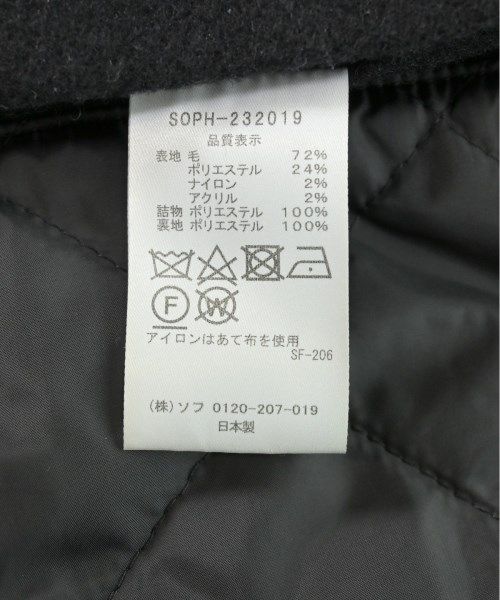 SOPH-232019
品質表示
表地 毛 72%
ポリエステル 24%
ナイロン 2%
アクリル 2%
詰物 ポリエステル 100%
裏地 ポリエステル 100%
F W
アイロンはあて布を使用
SF-206
(株)ソフ 0120-207-019
日本製